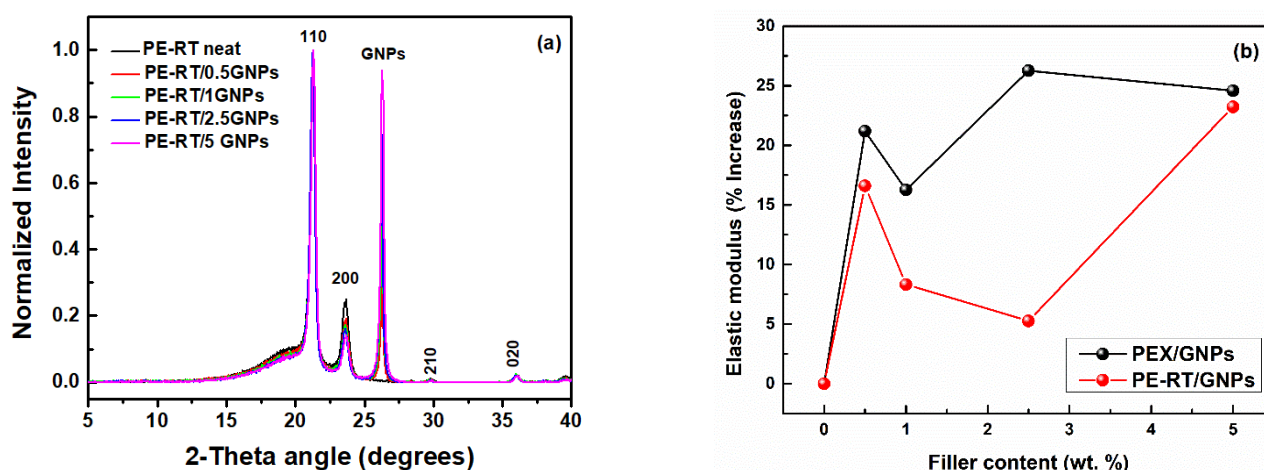 (a)
PE-RT neat
PE-RT/0.5GNPs
PE-RT/1GNPs
PE-RT/2.5GNPs
PE-RT/5 GNPs
110
GNPs
200
210
020
Normalized Intensity
1.0
0.8
0.6
0.4
0.2
0.0
5 10 15 20 25 30 35 40
2-Theta angle (degrees)
(b)
Elastic modulus (% Increase)
30
25
20
15
10
5
0
PEX/GNPs
PE-RT/GNPs
0 1 2 3 4 5
Filler content (wt. %)